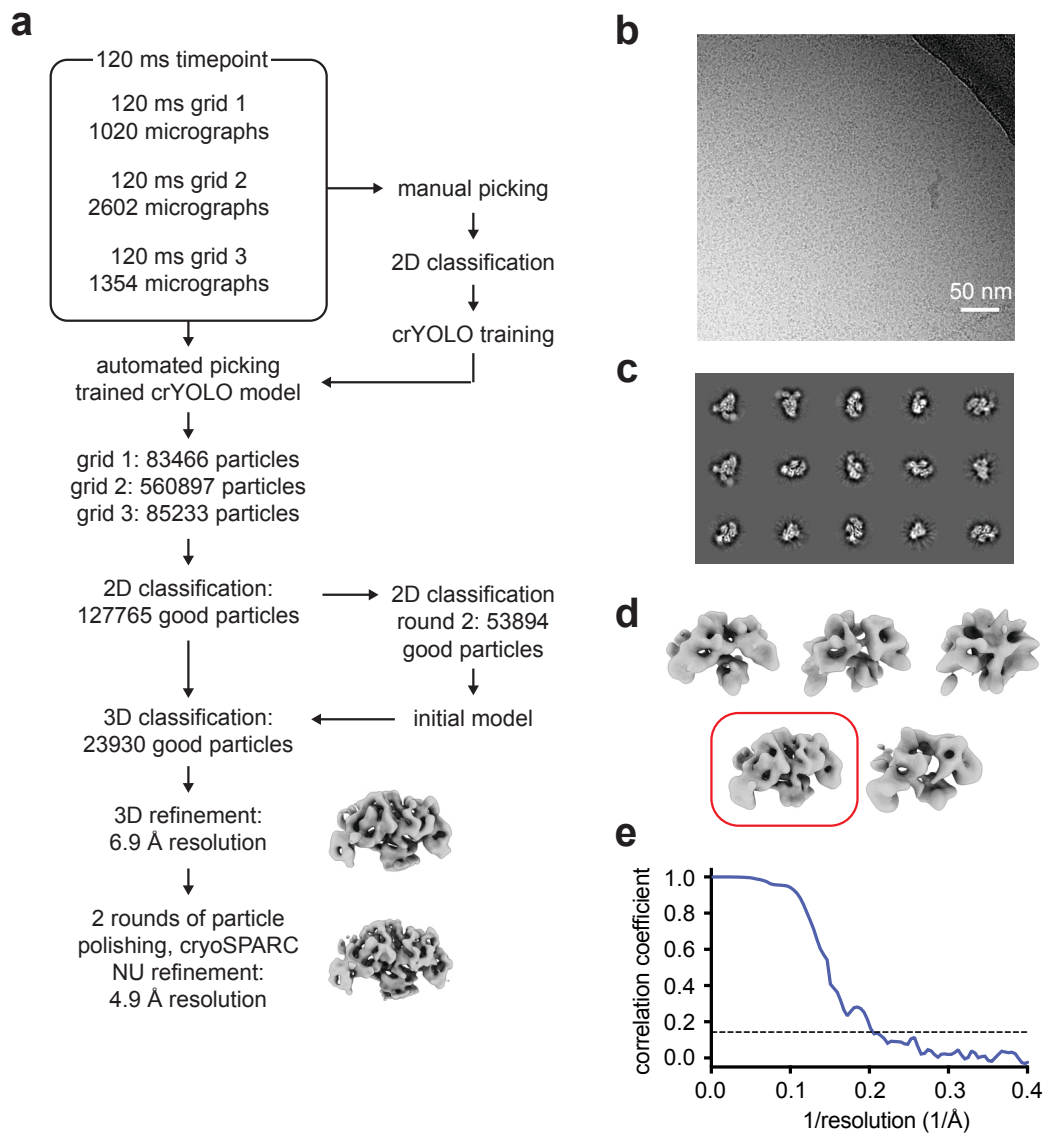 a
120 ms timepoint
120 ms grid 1
1020 micrographs
120 ms grid 2
2602 micrographs
120 ms grid 3
1354 micrographs
manual picking
2D classification
crYOLO training
automated picking
trained crYOLO model
grid 1: 83466 particles
grid 2: 560897 particles
grid 3: 85233 particles
2D classification:
127765 good particles
2D classification
round 2: 53894
good particles
initial model
3D classification:
23930 good particles
3D refinement:
6.9 Å resolution
2 rounds of particle
polishing, cryoSPARC
NU refinement:
4.9 Å resolution
b
50 nm
c
d
e
correlation coefficient
1.0
0.8
0.6
0.4
0.2
0.0
0.0
0.1
0.2
0.3
0.4
1/resolution (1/Å)